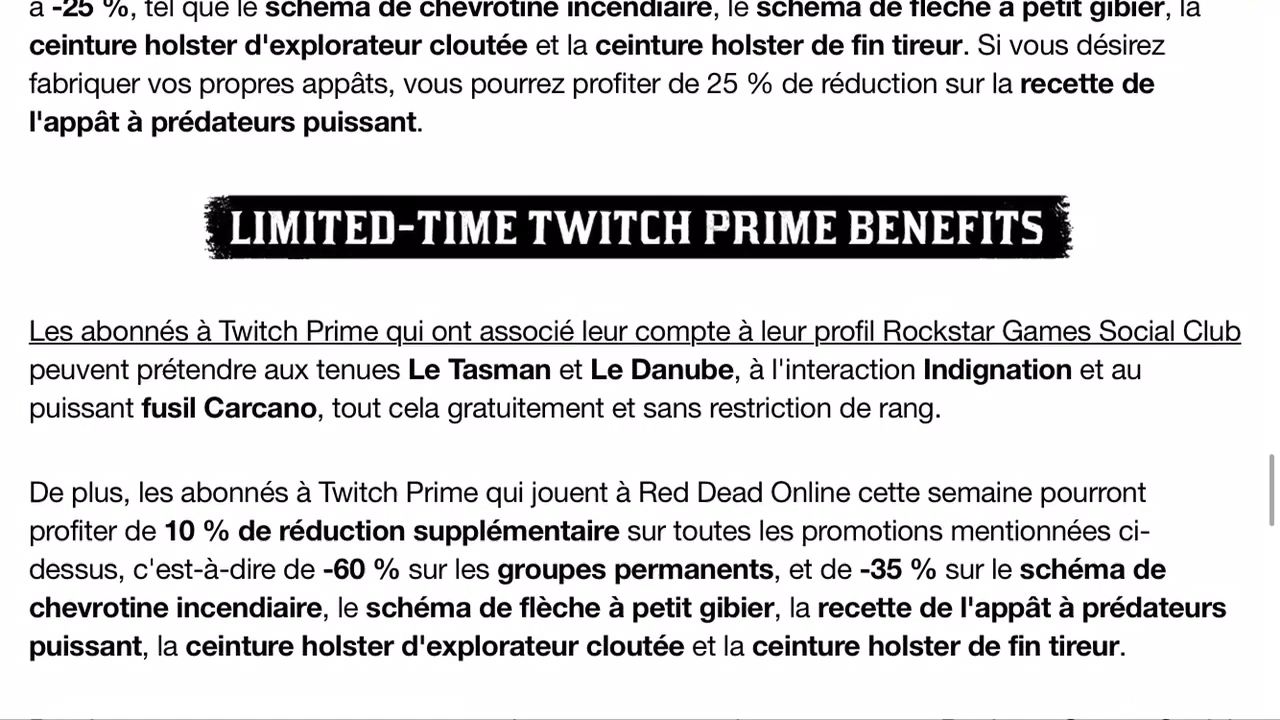 à -25 %, tel que le schéma de chevrotine incendiaire, le schéma de flèche à petit gibier, la
ceinture holster d'explorateur cloutée et la ceinture holster de fin tireur. Si vous désirez
fabriquer vos propres appâts, vous pourrez profiter de 25 % de réduction sur la recette de
l'appât à prédateurs puissant.
LIMITED-TIME TWITCH PRIME BENEFITS
Les abonnés à Twitch Prime qui ont associé leur compte à leur profil Rockstar Games Social Club
peuvent prétendre aux tenues Le Tasman et Le Danube, à l'interaction Indignation et au
puissant fusil Carcano, tout cela gratuitement et sans restriction de rang.
De plus, les abonnés à Twitch Prime qui jouent à Red Dead Online cette semaine pourront
profiter de 10 % de réduction supplémentaire sur toutes les promotions mentionnées ci-
dessus, c'est-à-dire de -60 % sur les groupes permanents, et de -35 % sur le schéma de
chevrotine incendiaire, le schéma de flèche à petit gibier, la recette de l'appât à prédateurs
puissant, la ceinture holster d'explorateur cloutée et la ceinture holster de fin tireur.